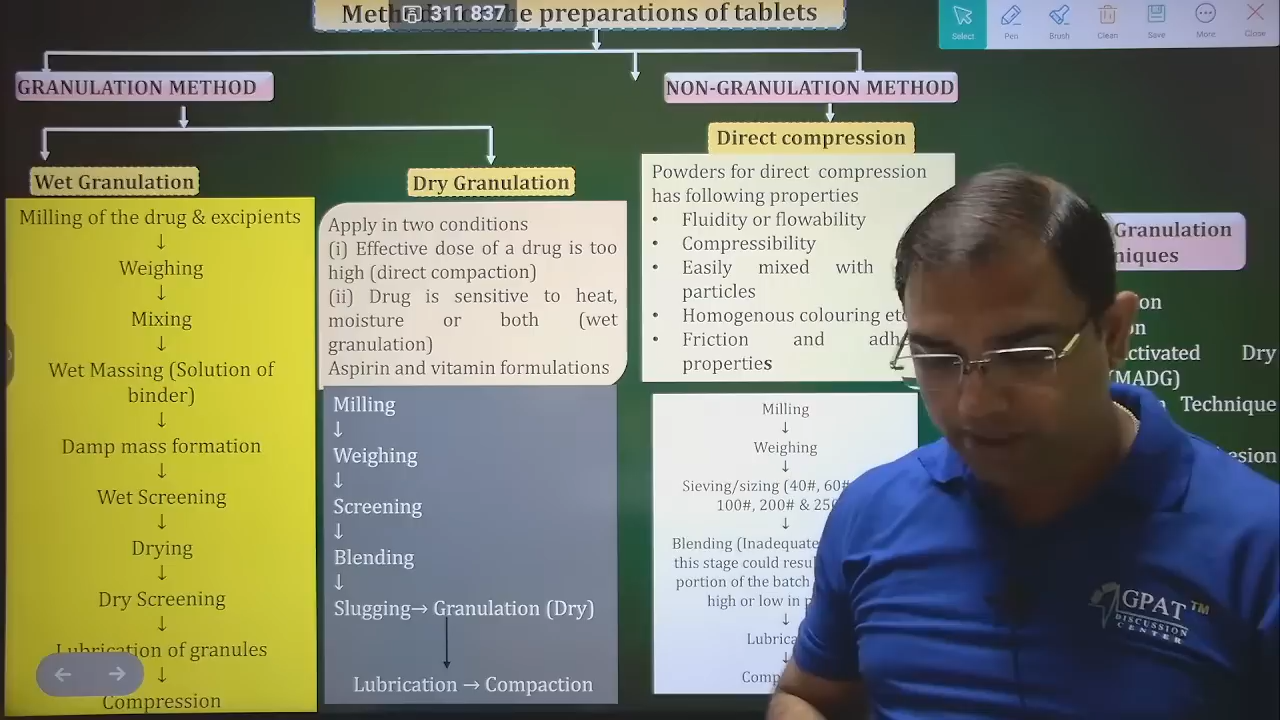 Meth
311 837
e preparations of tablets
Select
Pen
Brush
Clean
Save
More
Close
GRANULATION METHOD
NON-GRANULATION METHOD
Wet Granulation
Milling of the drug & excipients
↓
Weighing
↓
Mixing
↓
Wet Massing (Solution of
binder)
↓
Damp mass formation
↓
Wet Screening
↓
Drying
↓
Dry Screening
↓
Lubrication of granules
↓
Compression
Dry Granulation
Apply in two conditions
(i) Effective dose of a drug is too
high (direct compaction)
(ii) Drug is sensitive to heat,
moisture or both (wet
granulation)
Aspirin and vitamin formulations
Milling
↓
Weighing
↓
Screening
↓
Blending
↓
Slugging→ Granulation (Dry)
Lubrication → Compaction
Direct compression
Powders for direct compression
has following properties
• Fluidity or flowability
• Compressibility
• Easily mixed with
particles
• Homogenous colouring etc
• Friction and adh
properties
Milling
↓
Weighing
↓
Sieving/sizing (40#, 60#
100#, 200# & 250
↓
Blending (Inadequate
this stage could resul
portion of the batch
high or low in p
↓
Lubrica
↓
Comp
Granulation
niques
on
n
ctivated Dry
(MADG)
Technique
esion
GPAT™
DISCUSSION
CENTER